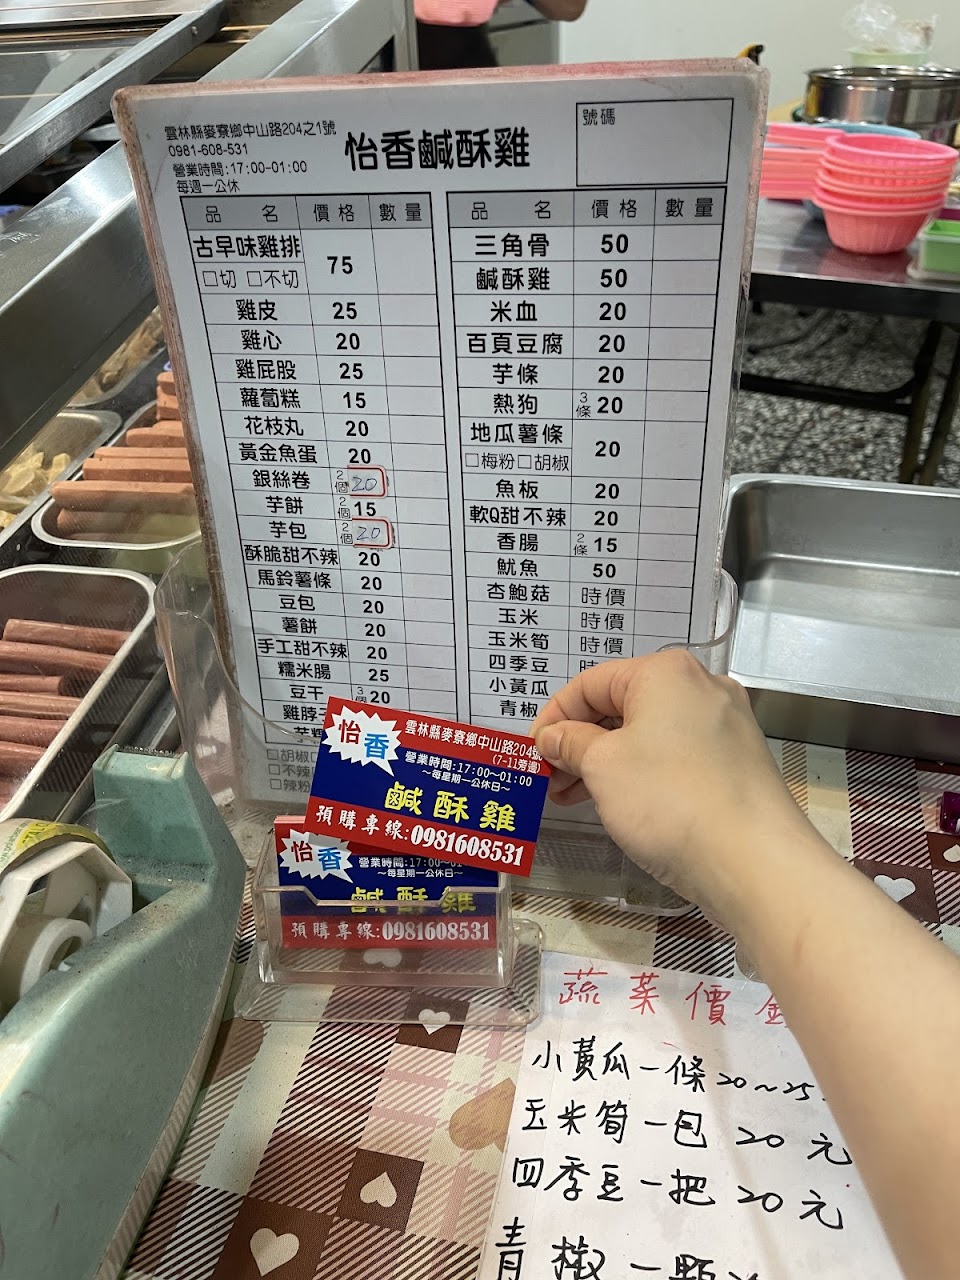 雲林縣麥寮鄉中山路204之1號
0981-608-531
營業時間:17:00-01:00
每週一公休
怡香鹹酥雞
號碼
品名 價格 數量
古早味雞排 75
□切 □不切
雞皮 25
雞心 20
雞屁股 25
蘿蔔糕 15
花枝丸 20
黃金魚蛋 20
銀絲卷 2個 20
芋餅 2個 15
芋包 2個 20
酥脆甜不辣 20
馬鈴薯條 20
豆包 20
薯餅 20
手工甜不辣 20
糯米腸 25
豆干 3個 20
雞脖
□胡椒
□不辣
□辣粉
品名 價格 數量
三角骨 50
鹹酥雞 50
米血 20
百頁豆腐 20
芋條 20
熱狗 3條 20
地瓜薯條 20
□梅粉□胡椒
魚板 20
軟Q甜不辣 20
香腸 2條 15
魷魚 50
杏鮑菇 時價
玉米 時價
玉米筍 時價
四季豆 時
小黃瓜
青椒
怡香
雲林縣麥寮鄉中山路204號
(7-11旁邊)
營業時間:17:00~01:00
~每星期一公休日~
鹹酥雞
預購專線:0981608531
怡香
營業時間:17:00~01
~每星期一公休日~
鹹酥雞
預購專線:0981608531
蔬菜價
小黃瓜一條20~25
玉米筍一包 20元
四季豆一把 20元
青椒一顆